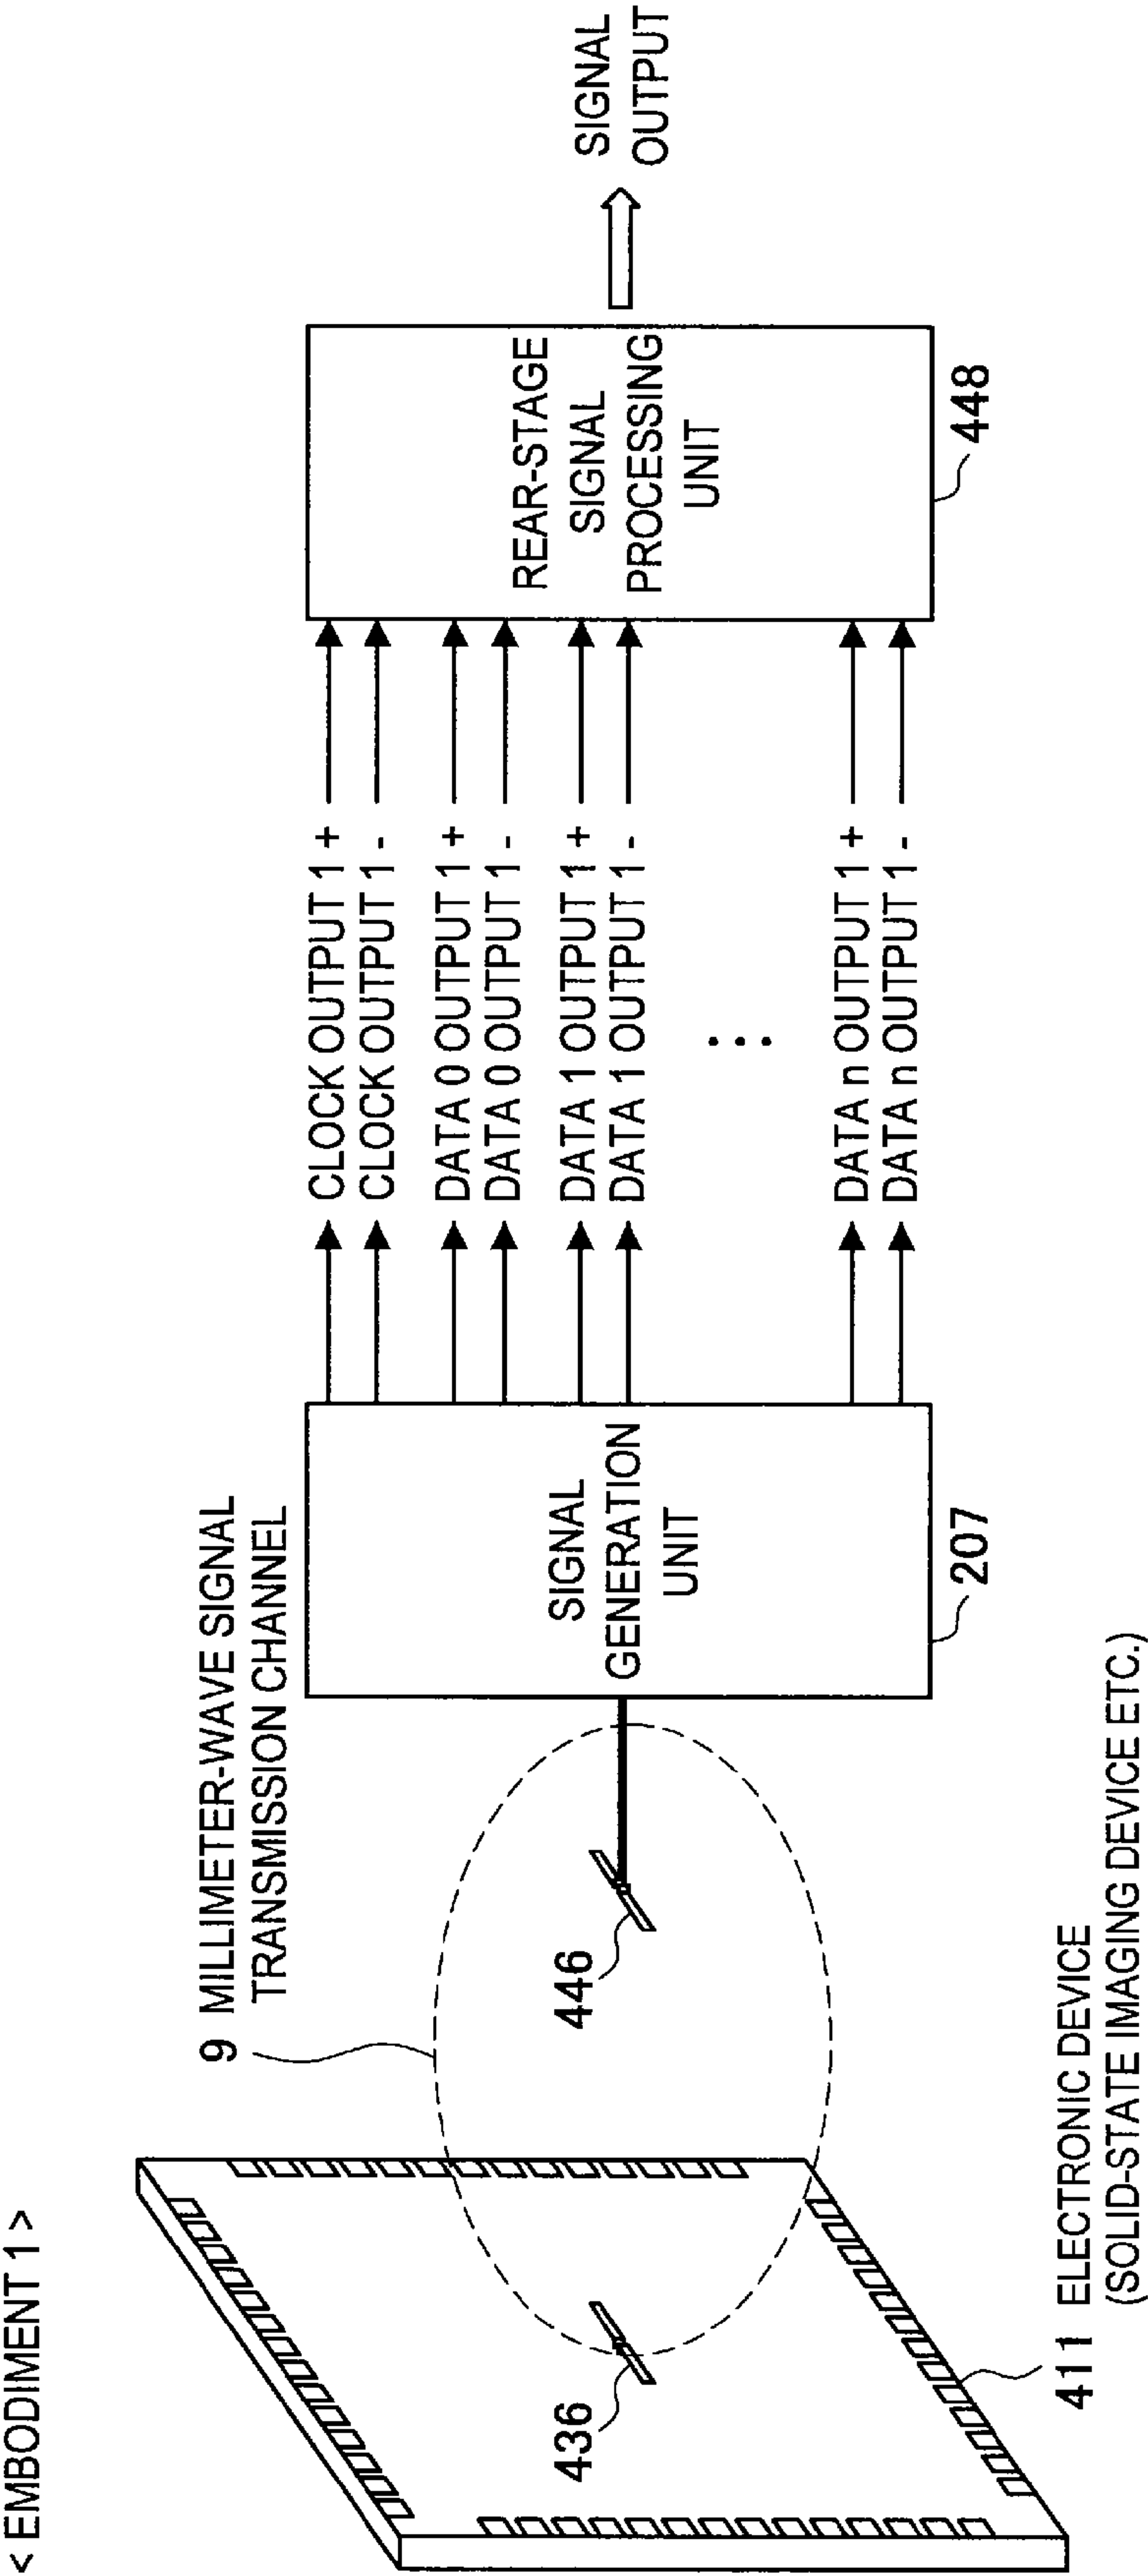 < EMBODIMENT 1 >
9 MILLIMETER-WAVE SIGNAL
TRANSMISSION CHANNEL
436
446
411 ELECTRONIC DEVICE
(SOLID-STATE IMAGING DEVICE ETC.)
SIGNAL
GENERATION
UNIT
207
CLOCK OUTPUT 1 +
CLOCK OUTPUT 1 -
DATA 0 OUTPUT 1 +
DATA 0 OUTPUT 1 -
DATA 1 OUTPUT 1 +
DATA 1 OUTPUT 1 -
...
DATA n OUTPUT 1 +
DATA n OUTPUT 1 -
REAR-STAGE
SIGNAL
PROCESSING
UNIT
448
SIGNAL
OUTPUT